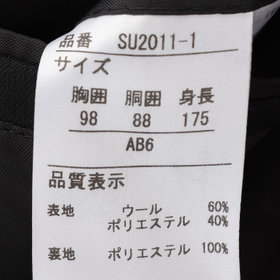 品番 SU2011-1
サイズ
胸囲 胴囲 身長
98 88 175
AB6
品質表示
表地 ウール 60%
ポリエステル 40%
裏地 ポリエステル 100%